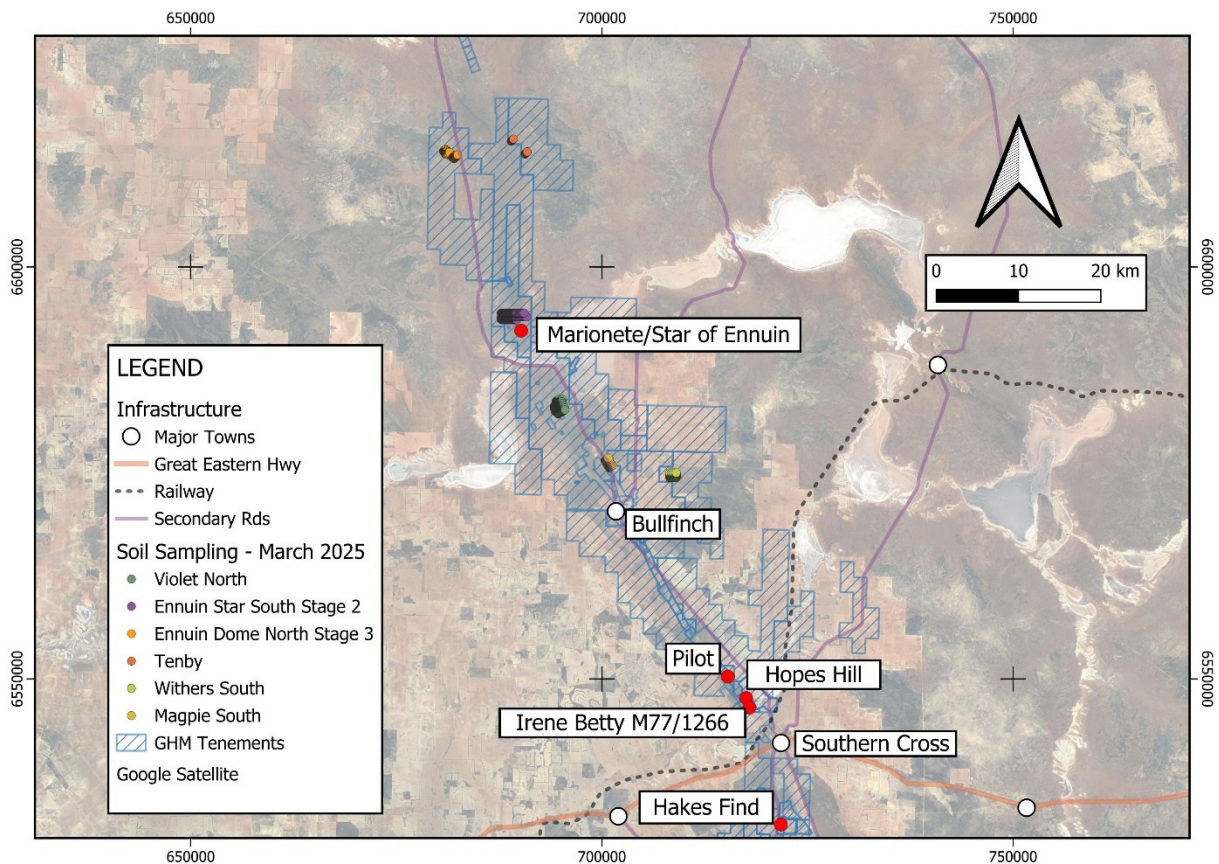 650000
700000
750000
6600000
6600000
0 10 20 km
Marionete/Star of Ennuin
LEGEND
Infrastructure
Major Towns
Great Eastern Hwy
Railway
Secondary Rds
Soil Sampling - March 2025
Violet North
Ennuin Star South Stage 2
Ennuin Dome North Stage 3
Tenby
Withers South
Magpie South
GHM Tenements
Google Satellite
Bullfinch
Pilot
Hopes Hill
Irene Betty M77/1266
6550000
6550000
Southern Cross
Hakes Find
650000
700000
750000